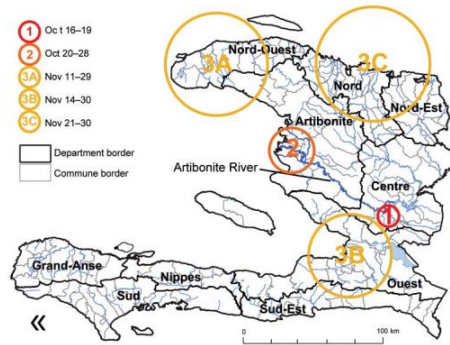 1 Oct 16–19
2 Oct 20–28
3A Nov 11–29
3B Nov 14–30
3C Nov 21–30
Department border
Commune border
Nord-Ouest
3A
3C
Nord
Nord-Est
Artibonite
2
Artibonite River
Centre
1
3B
Ouest
Grand-Anse
Nippes
Sud
Sud-Est
«
0 100 km